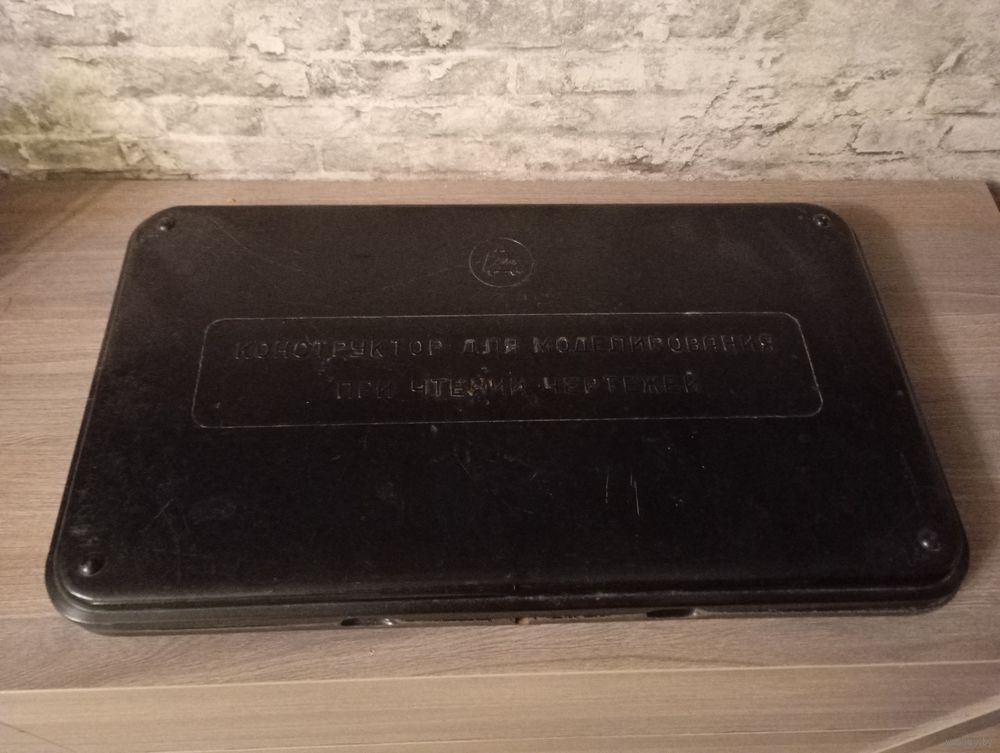 КОНСТРУКТОР ДЛЯ МОДЕЛИРОВАНИЯ
ПРИ ЧТЕНИИ ЧЕРТЕЖЕЙ